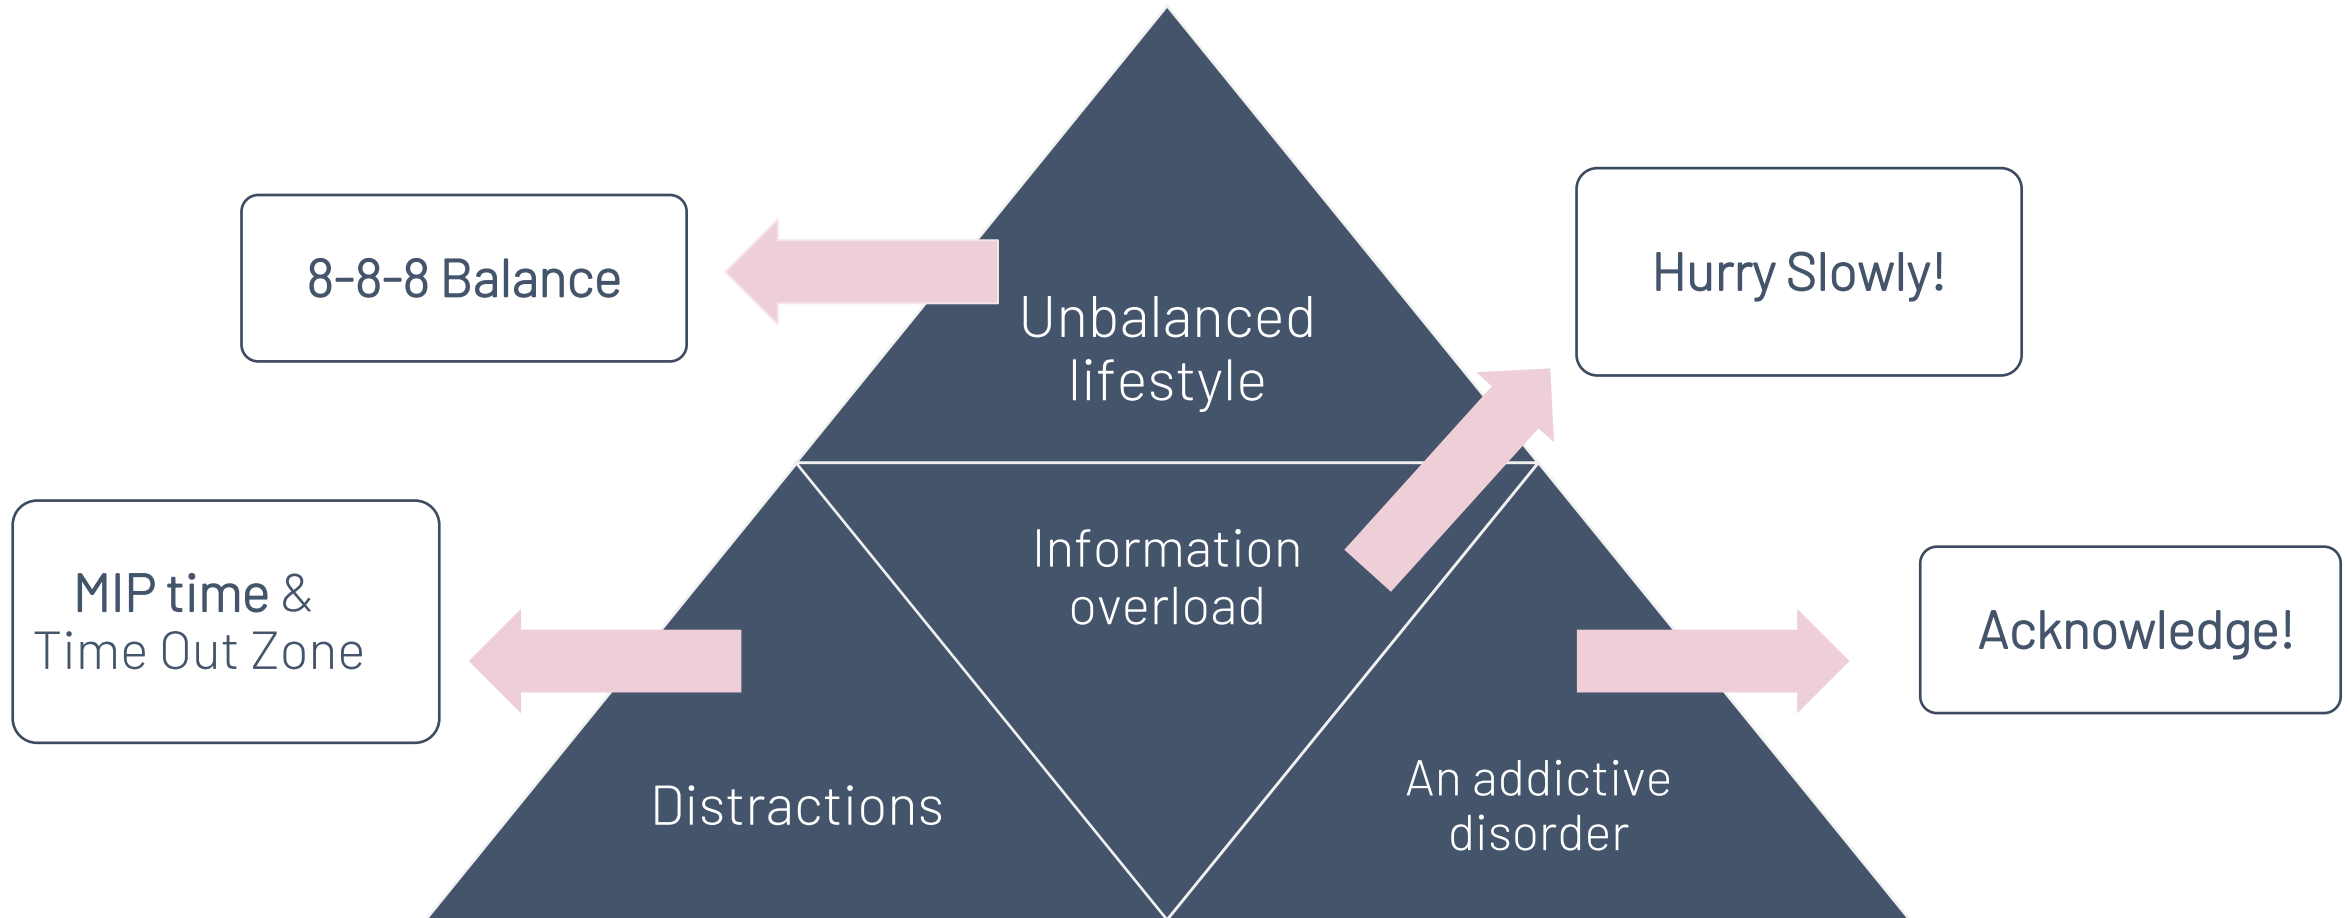 8-8-8 Balance
Hurry Slowly!
Unbalanced
lifestyle
MIP time &
Time Out Zone
Information
overload
Acknowledge!
Distractions
An addictive
disorder